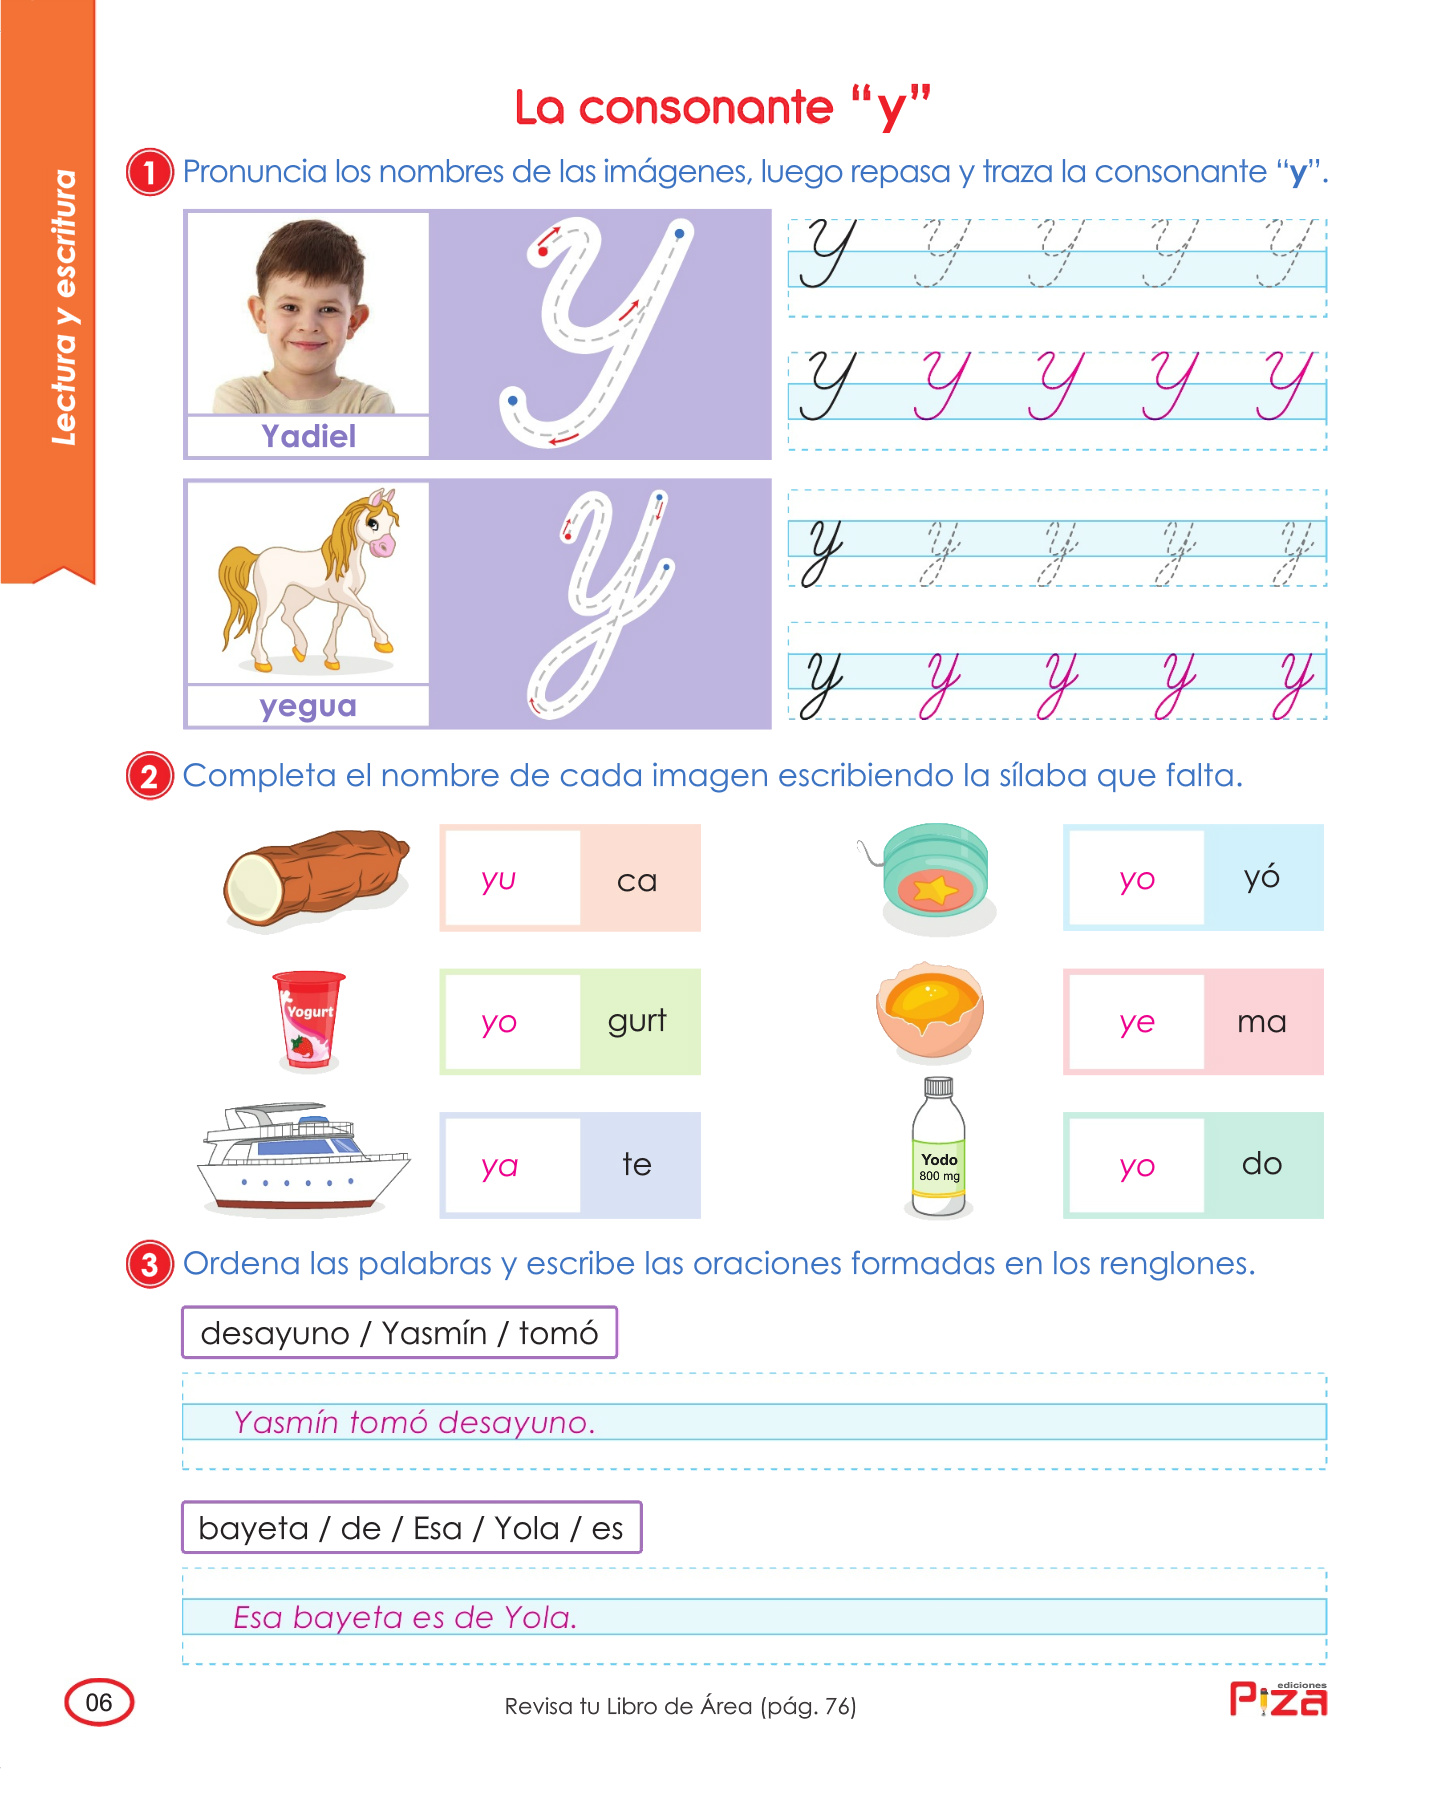 Lectura y escritura
La consonante “y”
1 Pronuncia los nombres de las imágenes, luego repasa y traza la consonante “y”.
Yadiel
y
y y y y y
y y y y y
yegua
y
y y y y y
y y y y y
2 Completa el nombre de cada imagen escribiendo la sílaba que falta.
yu ca
yo yó
Yogurt
yo gurt
ye ma
ya te
Yodo
800 mg
yo do
3 Ordena las palabras y escribe las oraciones formadas en los renglones.
desayuno / Yasmín / tomó
Yasmín tomó desayuno.
bayeta / de / Esa / Yola / es
Esa bayeta es de Yola.
06
Revisa tu Libro de Área (pág. 76)
ediciones
Piza